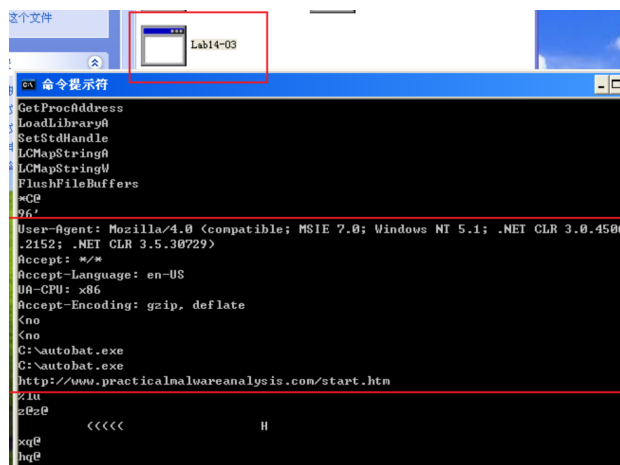 这个文件
Lab14-03
命令提示符
GetProcAddress
LoadLibraryA
SetStdHandle
LCMapStringA
LCMapStringW
FlushFileBuffers
*C@
96'
User-Agent: Mozilla/4.0 (compatible; MSIE 7.0; Windows NT 5.1; .NET CLR 3.0.450
.2152; .NET CLR 3.5.30729)
Accept: */*
Accept-Language: en-US
UA-CPU: x86
Accept-Encoding: gzip, deflate
<no
<no
C:\autobat.exe
C:\autobat.exe
http://www.practicalmalwareanalysis.com/start.htm
%lu
z@z@
<<<<< H
xq@
hq@